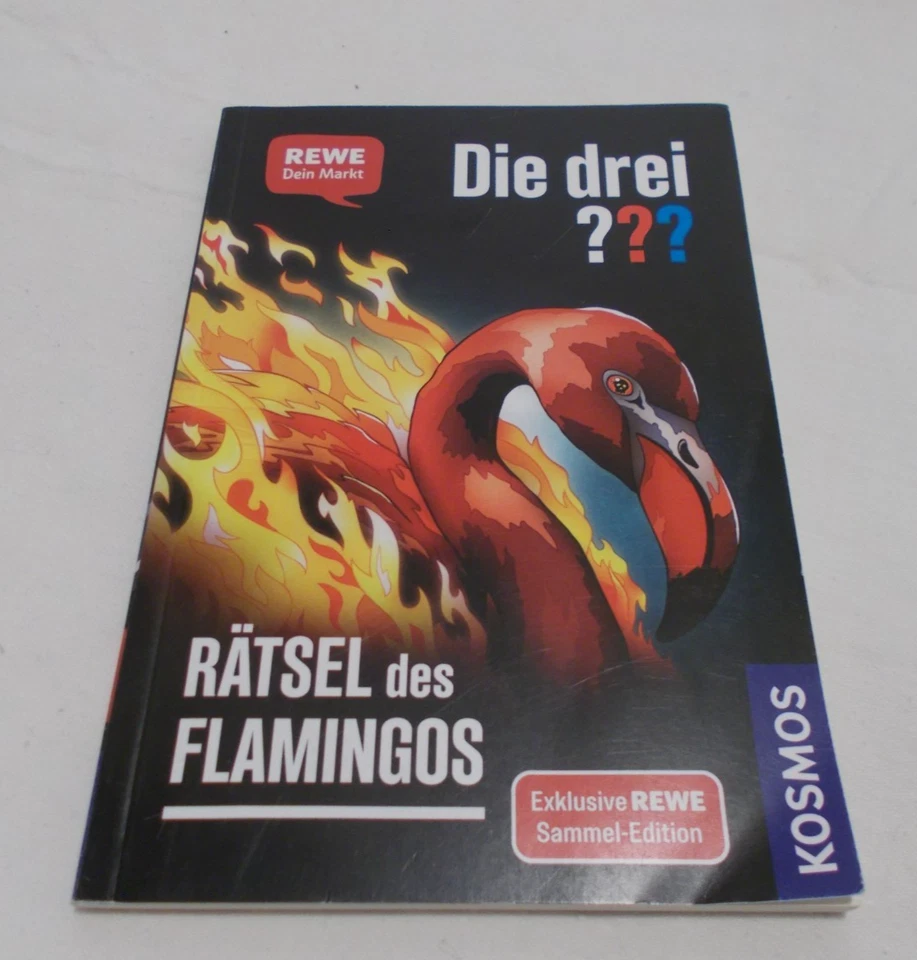 REWE
Dein Markt
Die drei
???
RÄTSEL des
FLAMINGOS
Exklusive REWE
Sammel-Edition
KOSMOS